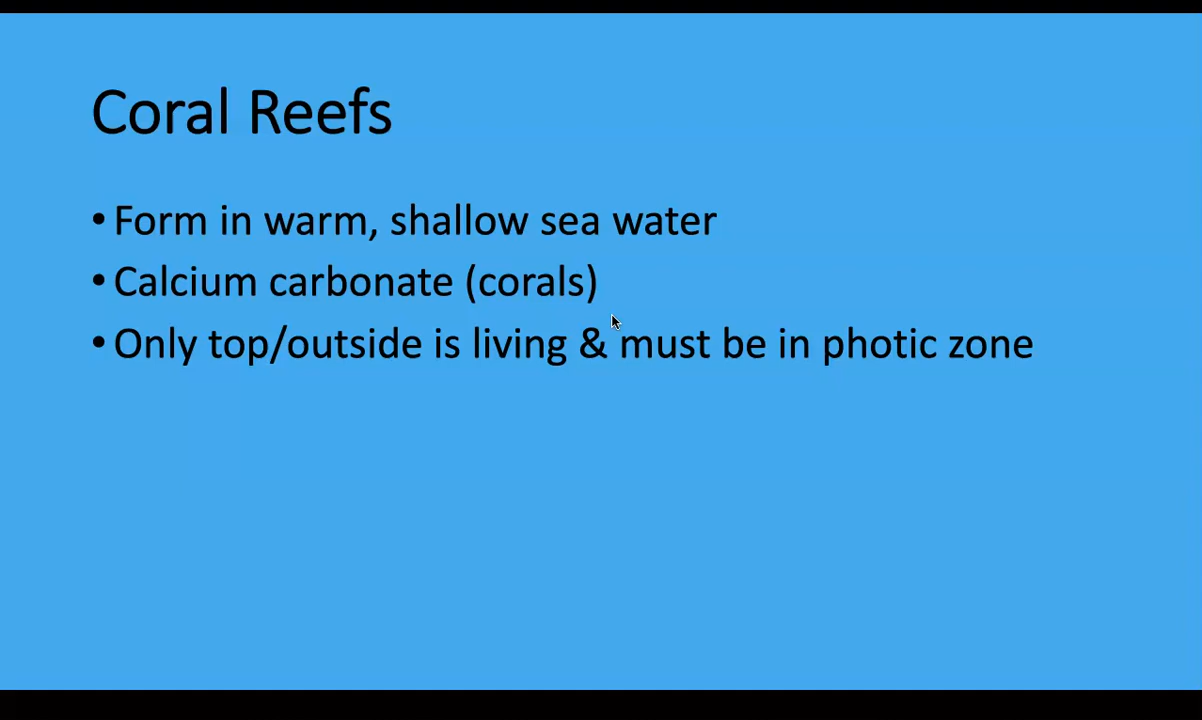 Coral Reefs
• Form in warm, shallow sea water
• Calcium carbonate (corals)
• Only top/outside is living & must be in photic zone